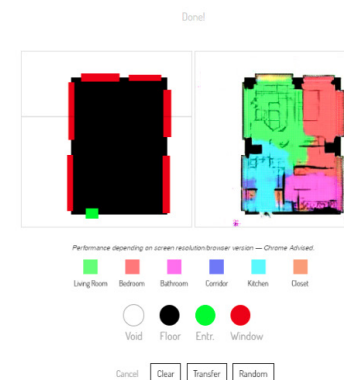 Done!
Performance depending on screen resolution/browser version — Chrome Advised.
Living Room Bedroom Bathroom Corridor Kitchen Closet
Void Floor Entr. Window
Cancel Clear Transfer Random